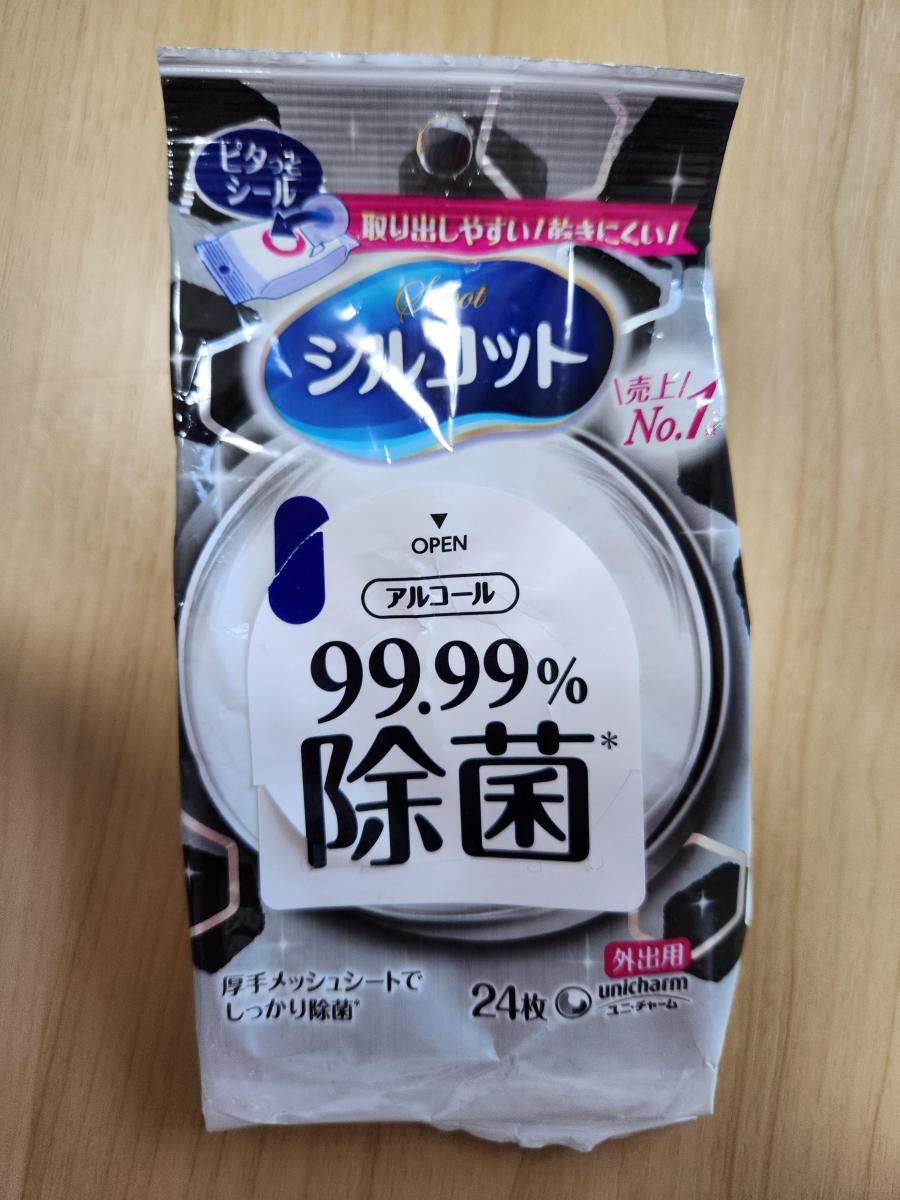 ピタっと
シール
取り出しやすい！乾きにくい！
Silcot
シルコット
売上
No.1
OPEN
アルコール
99.99%
除菌*
外出用
厚手メッシュシートで
しっかり除菌*
24枚
unicharm
ユニ・チャーム